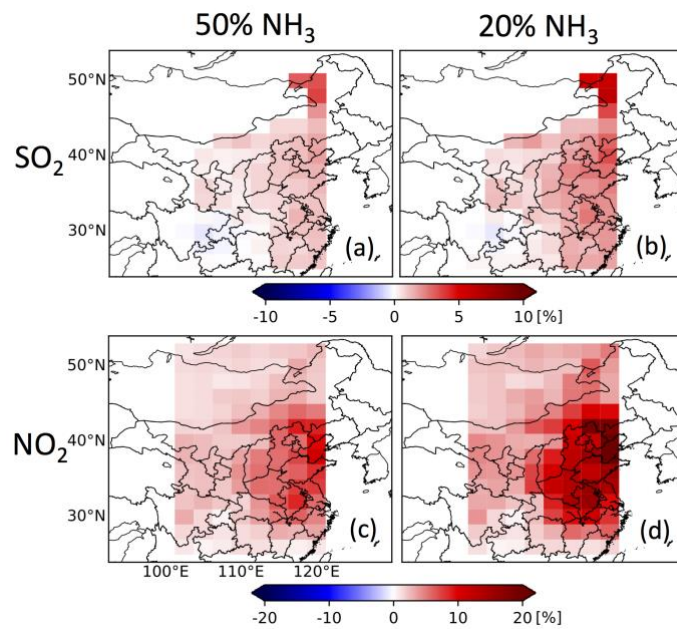 50% NH₃ 20% NH₃
50°N
SO₂ 40°N
30°N
(a) (b)
-10 -5 0 5 10 [%]
50°N
NO₂ 40°N
30°N
(c) (d)
100°E 110°E 120°E
-20 -10 0 10 20 [%]